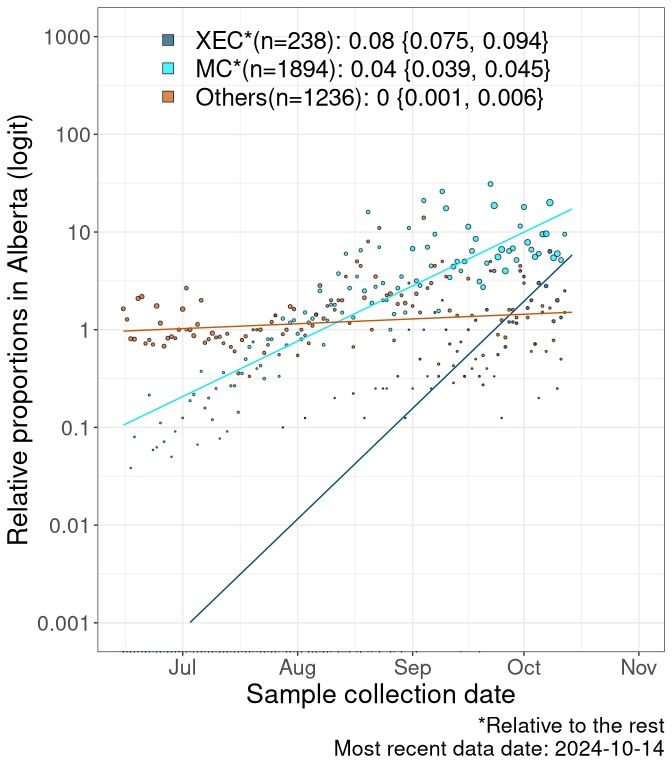 XEC*(n=238): 0.08 {0.075, 0.094}
MC*(n=1894): 0.04 {0.039, 0.045}
Others(n=1236): 0 {0.001, 0.006}
Relative proportions in Alberta (logit)
1000
100
10
1
0.1
0.01
0.001
Jul Aug Sep Oct Nov
Sample collection date
*Relative to the rest
Most recent data date: 2024-10-14